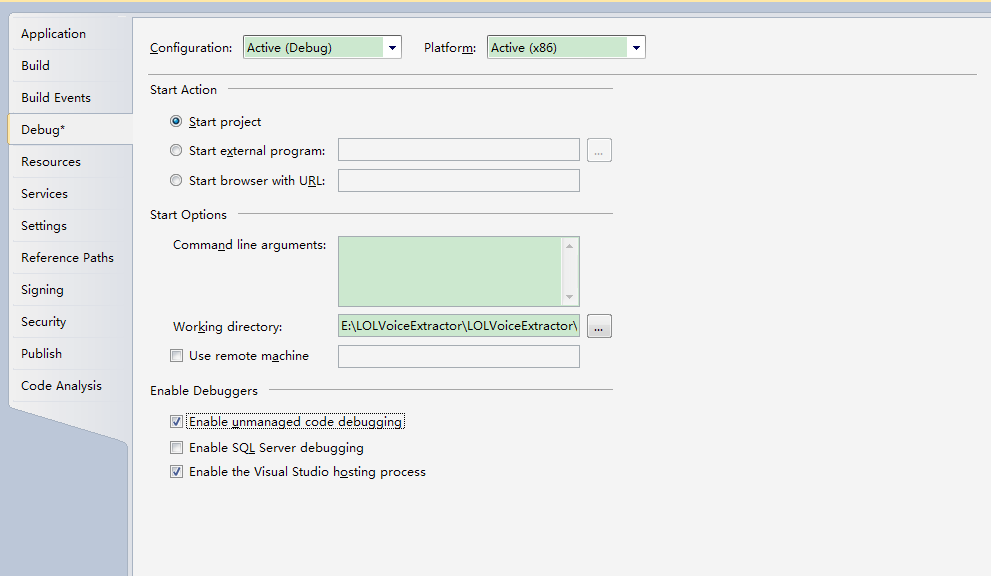 Application
Build
Build Events
Debug*
Resources
Services
Settings
Reference Paths
Signing
Security
Publish
Code Analysis
Configuration: Active (Debug) Platform: Active (x86)
Start Action
Start project
Start external program: ...
Start browser with URL:
Start Options
Command line arguments:
Working directory: E:\LOLVoiceExtractor\LOLVoiceExtractor\ ...
Use remote machine
Enable Debuggers
Enable unmanaged code debugging
Enable SQL Server debugging
Enable the Visual Studio hosting process